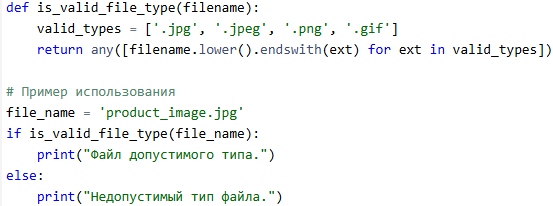 def is_valid_file_type(filename):
    valid_types = ['.jpg', '.jpeg', '.png', '.gif']
    return any([filename.lower().endswith(ext) for ext in valid_types])

# Пример использования
file_name = 'product_image.jpg'
if is_valid_file_type(file_name):
    print("Файл допустимого типа.")
else:
    print("Недопустимый тип файла.")